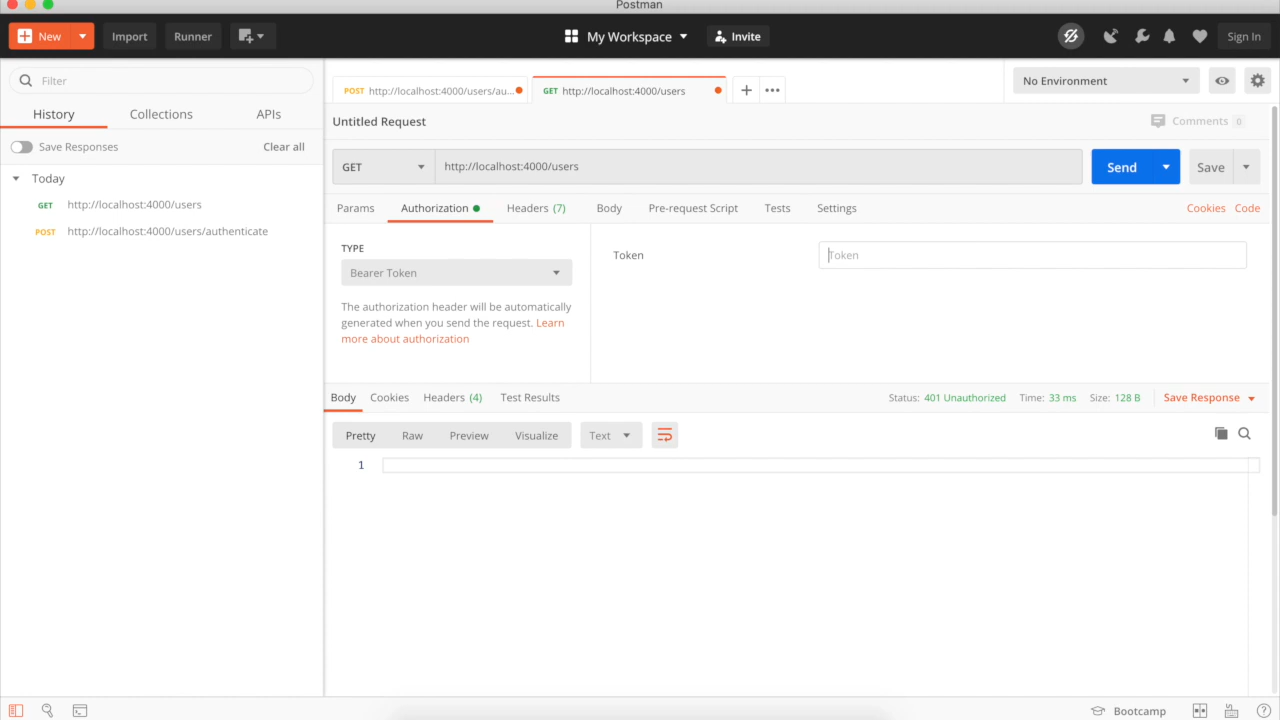 Postman
New
Import
Runner
My Workspace
Invite
Sign In
Filter
History
Collections
APIs
Save Responses
Clear all
Today
GET http://localhost:4000/users
POST http://localhost:4000/users/authenticate
POST http://localhost:4000/users/au...
GET http://localhost:4000/users
No Environment
Untitled Request
Comments 0
GET
http://localhost:4000/users
Send
Save
Params
Authorization
Headers (7)
Body
Pre-request Script
Tests
Settings
Cookies
Code
TYPE
Bearer Token
The authorization header will be automatically
generated when you send the request. Learn
more about authorization
Token
Token
Body
Cookies
Headers (4)
Test Results
Status: 401 Unauthorized
Time: 33 ms
Size: 128 B
Save Response
Pretty
Raw
Preview
Visualize
Text
1
Bootcamp